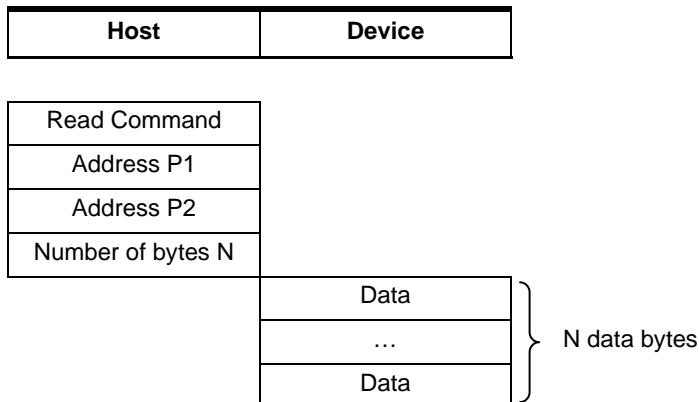 Host Device
Read Command
Address P1
Address P2
Number of bytes N
Data
…
N data bytes
Data